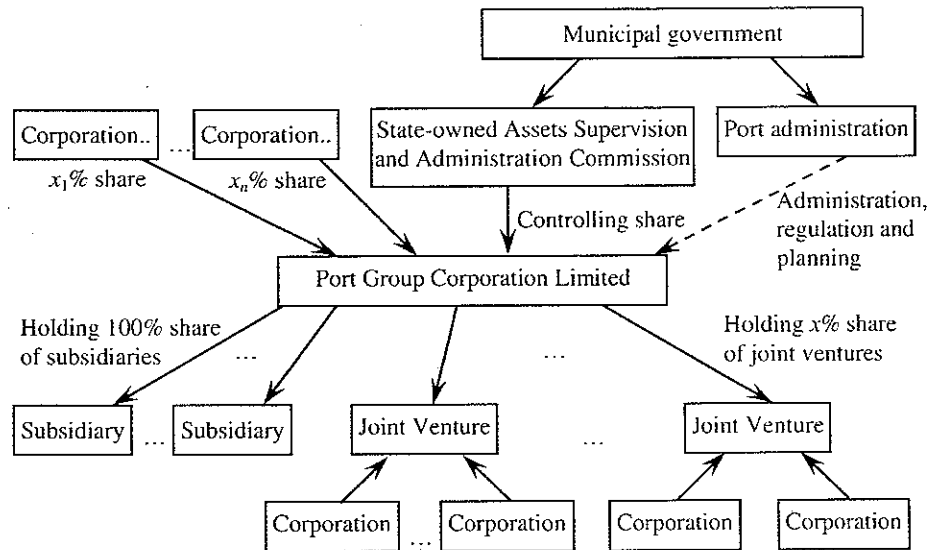 Municipal government
Corporation..
...
Corporation..
State-owned Assets Supervision
and Administration Commission
Port administration
x₁% share
xₙ% share
Controlling share
Administration,
regulation and
planning
Port Group Corporation Limited
Holding 100% share
of subsidiaries
...
...
Holding x% share
of joint ventures
Subsidiary
...
Subsidiary
Joint Venture
...
Joint Venture
Corporation
...
Corporation
Corporation
Corporation